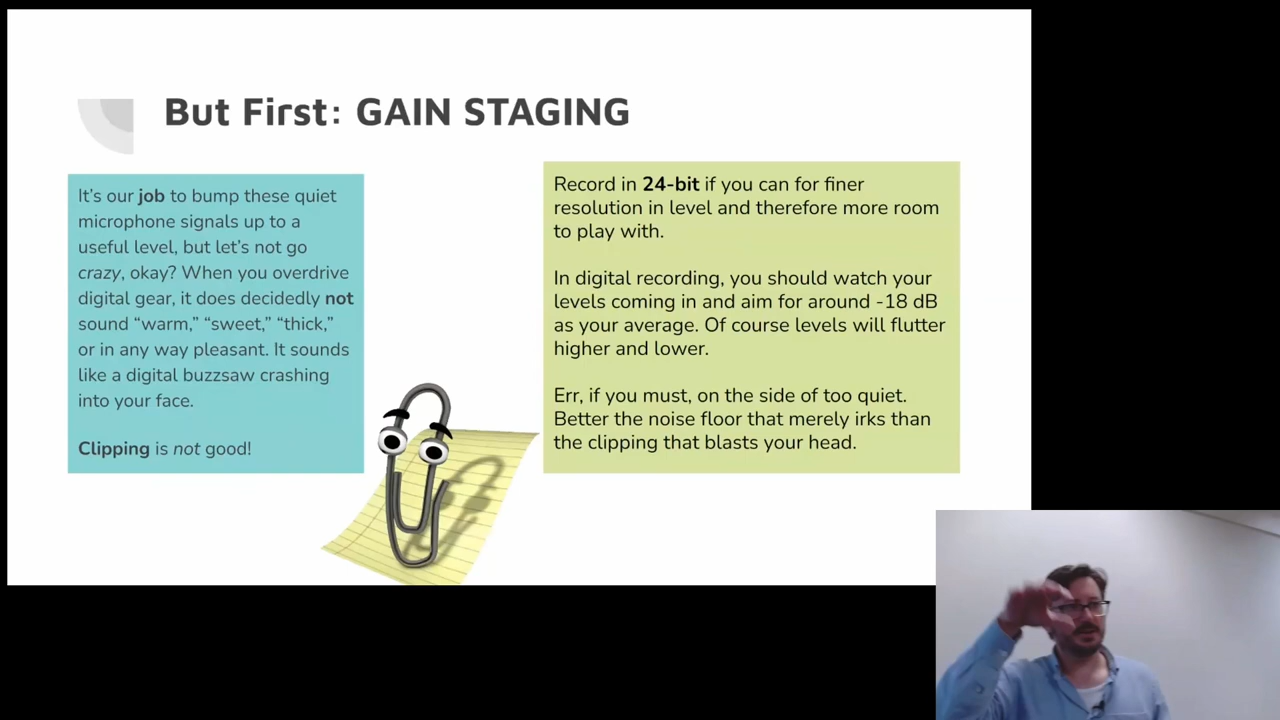 But First: GAIN STAGING
It's our job to bump these quiet
microphone signals up to a
useful level, but let's not go
crazy, okay? When you overdrive
digital gear, it does decidedly not
sound “warm,” “sweet,” “thick,”
or in any way pleasant. It sounds
like a digital buzzsaw crashing
into your face.
Clipping is not good!
Record in 24-bit if you can for finer
resolution in level and therefore more room
to play with.
In digital recording, you should watch your
levels coming in and aim for around -18 dB
as your average. Of course levels will flutter
higher and lower.
Err, if you must, on the side of too quiet.
Better the noise floor that merely irks than
the clipping that blasts your head.